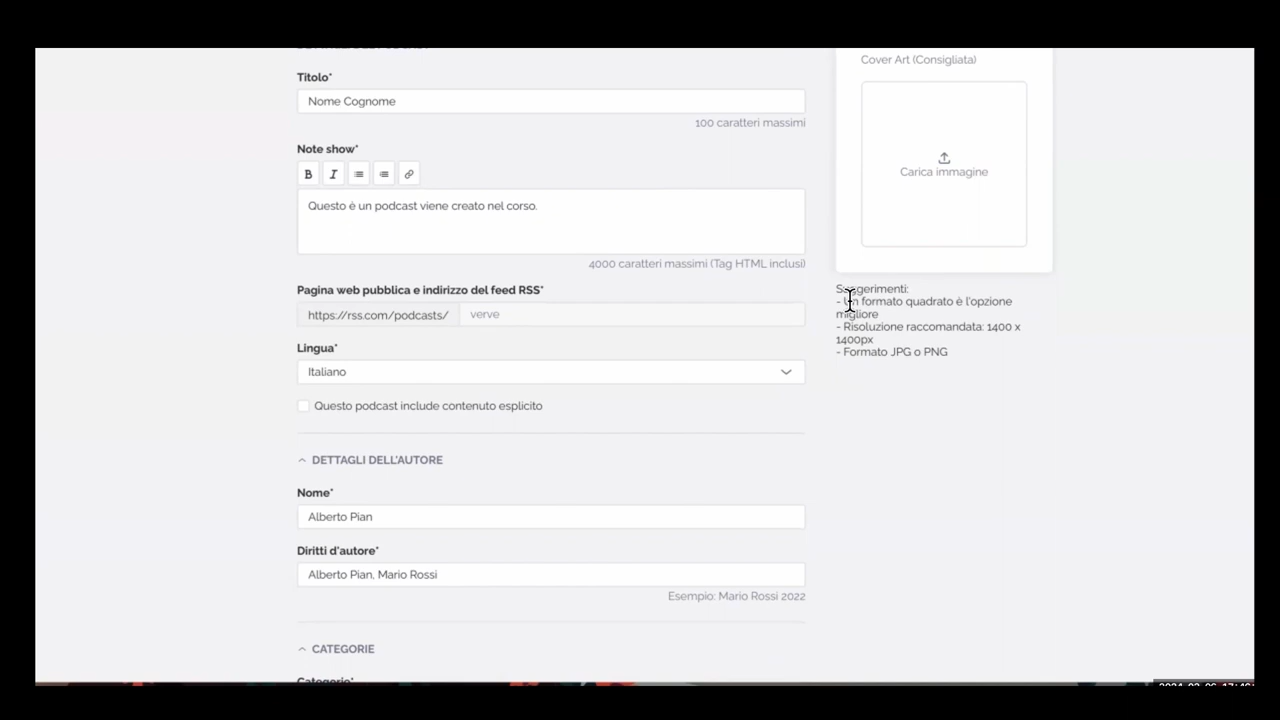 Titolo*
Nome Cognome
100 caratteri massimi
Note show*
B I
Questo è un podcast viene creato nel corso.
4000 caratteri massimi (Tag HTML inclusi)
Pagina web pubblica e indirizzo del feed RSS*
https://rss.com/podcasts/ verve
Lingua*
Italiano
Questo podcast include contenuto esplicito
DETTAGLI DELL'AUTORE
Nome*
Alberto Pian
Diritti d'autore*
Alberto Pian, Mario Rossi
Esempio: Mario Rossi 2022
CATEGORIE
Categorie*
Cover Art (Consigliata)
Carica immagine
Suggerimenti:
- Un formato quadrato è l'opzione
migliore
- Risoluzione raccomandata: 1400 x
1400px
- Formato JPG o PNG